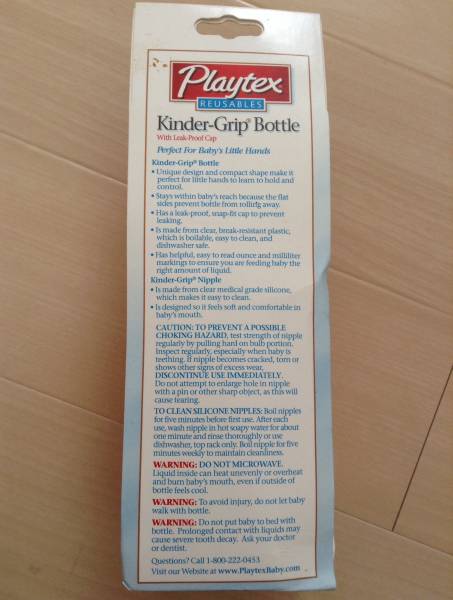 Playtex
REUSABLES
Kinder-Grip® Bottle
With Leak-Proof Cap
Perfect For Baby's Little Hands
Kinder-Grip® Bottle
• Unique design and compact shape make it
perfect for little hands to learn to hold and
control.
• Stays within baby's reach because the flat
sides prevent bottle from rolling away.
• Has a leak-proof, snap-fit cap to prevent
leaking.
• Is made from clear, break-resistant plastic,
which is boilable, easy to clean, and
dishwasher safe.
• Has helpful, easy to read ounce and milliliter
markings to ensure you are feeding baby the
right amount of liquid.
Kinder-Grip® Nipple
• Is made from clear medical grade silicone,
which makes it easy to clean.
• Is designed so it feels soft and comfortable in
baby's mouth.
CAUTION: TO PREVENT A POSSIBLE
CHOKING HAZARD, test strength of nipple
regularly by pulling hard on bulb portion.
Inspect regularly, especially when baby is
teething. If nipple becomes cracked, torn or
shows other signs of excess wear,
DISCONTINUE USE IMMEDIATELY.
Do not attempt to enlarge hole in nipple
with a pin or other sharp object, as this will
cause tearing.
TO CLEAN SILICONE NIPPLES: Boil nipples
for five minutes before first use. After each
use, wash nipple in hot soapy water for about
one minute and rinse thoroughly or use
dishwasher, top rack only. Boil nipple for five
minutes weekly to maintain cleanliness.
WARNING: DO NOT MICROWAVE.
Liquid inside can heat unevenly or overheat
and burn baby's mouth, even if outside of
bottle feels cool.
WARNING: To avoid injury, do not let baby
walk with bottle.
WARNING: Do not put baby to bed with
bottle. Prolonged contact with liquids may
cause severe tooth decay. Ask your doctor
or dentist.
Questions? Call 1-800-222-0453
Visit our Website at www.PlaytexBaby.com